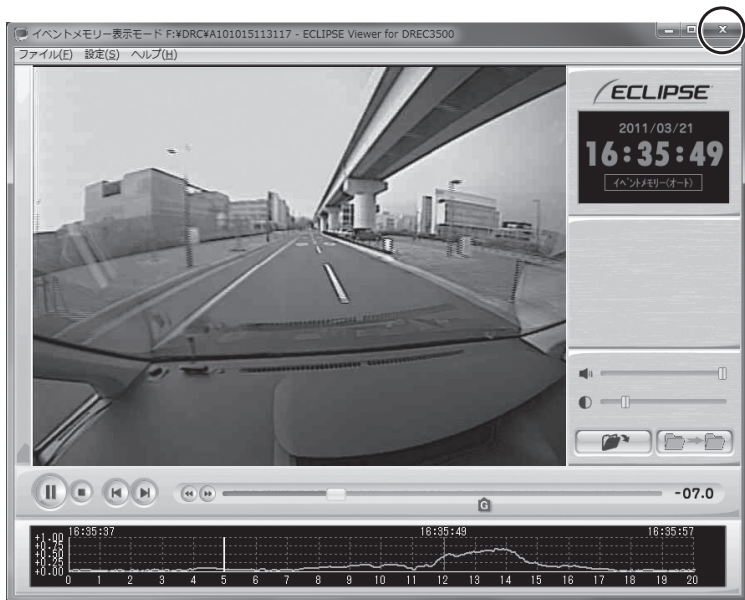 イベントメモリー表示モード F:¥DRC¥A101015113117 - ECLIPSE Viewer for DREC3500
ファイル(F) 設定(S) ヘルプ(H)
ECLIPSE
2011/03/21
16:35:49
イベントメモリー(オート)
-07.0
G
16:35:37 16:35:49 16:35:57
+1.00
+0.75
+0.50
+0.25
+0.00
0 1 2 3 4 5 6 7 8 9 10 11 12 13 14 15 16 17 18 19 20